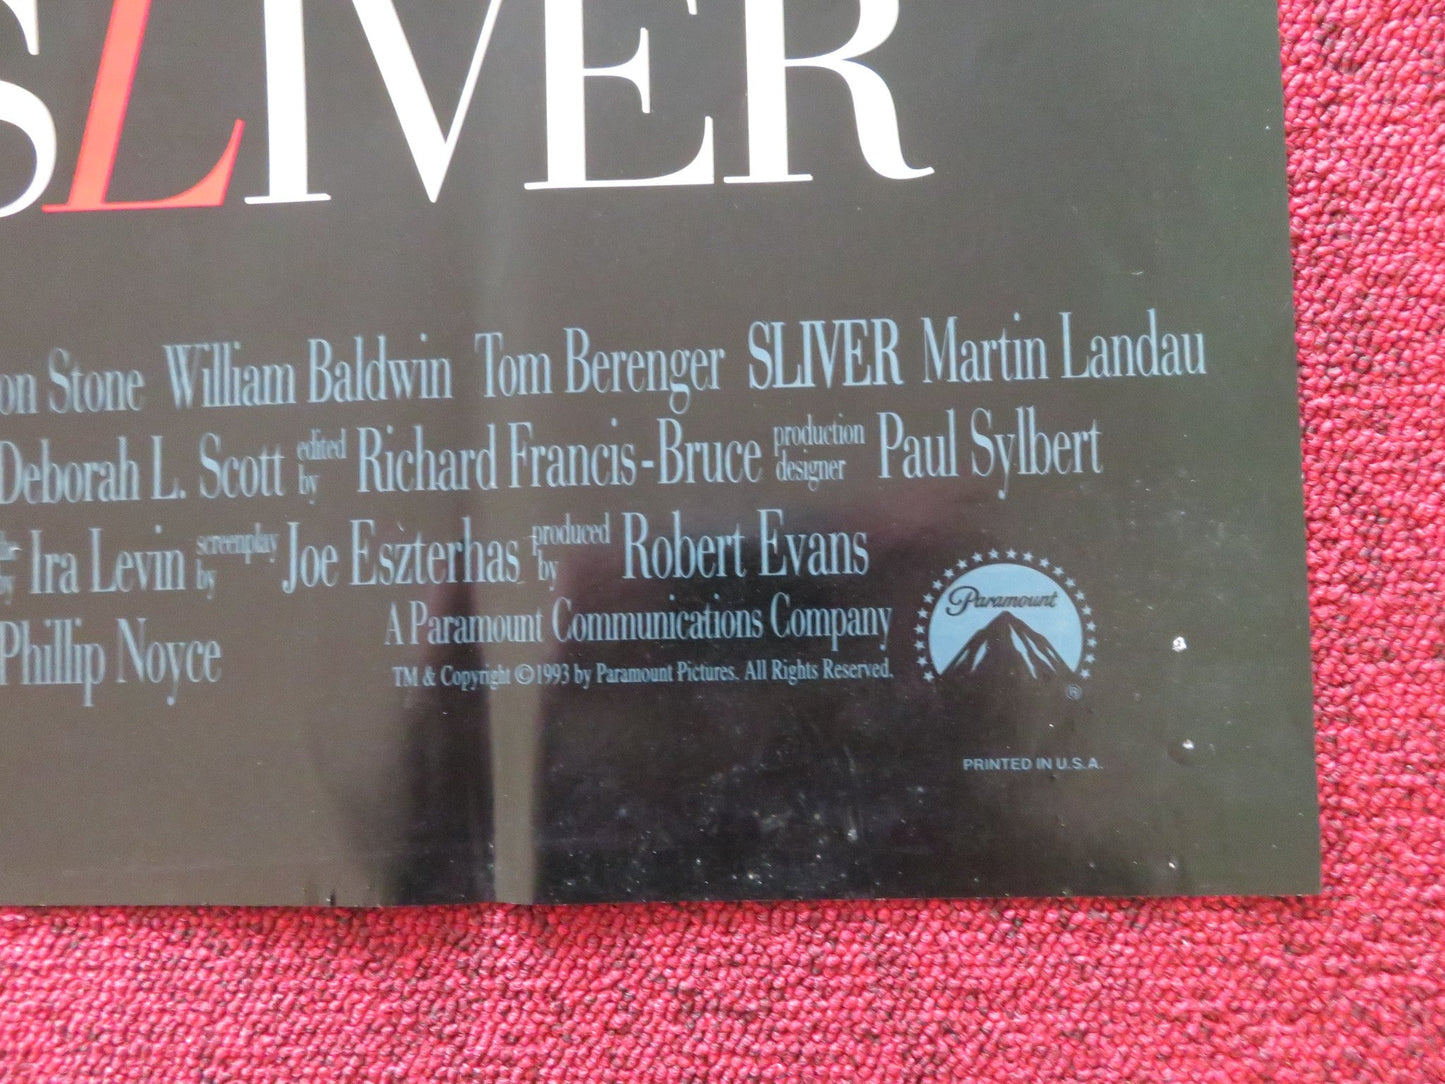 SLIVER
on Stone William Baldwin Tom Berenger SLIVER Martin Landau
Deborah L. Scott edited by Richard Francis-Bruce production designer Paul Sylbert
by Ira Levin screenplay by Joe Eszterhas produced by Robert Evans
Phillip Noyce A Paramount Communications Company
TM & Copyright ©1993 by Paramount Pictures. All Rights Reserved.
Paramount
®
PRINTED IN U.S.A.